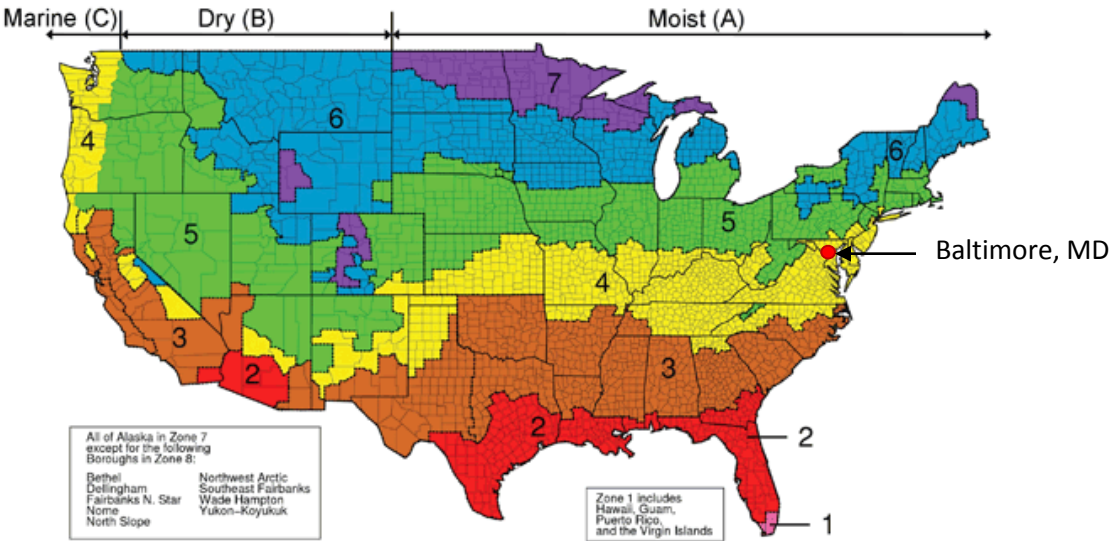 Marine (C) Dry (B) Moist (A)
7
6
4
6
5
5
Baltimore, MD
4
3
3
2
2
2
1
All of Alaska in Zone 7
except for the following
Boroughs in Zone 8:
Bethel Northwest Arctic
Dellingham Southeast Fairbanks
Fairbanks N. Star Wade Hampton
Nome Yukon-Koyukuk
North Slope
Zone 1 includes
Hawaii, Guam,
Puerto Rico,
and the Virgin Islands